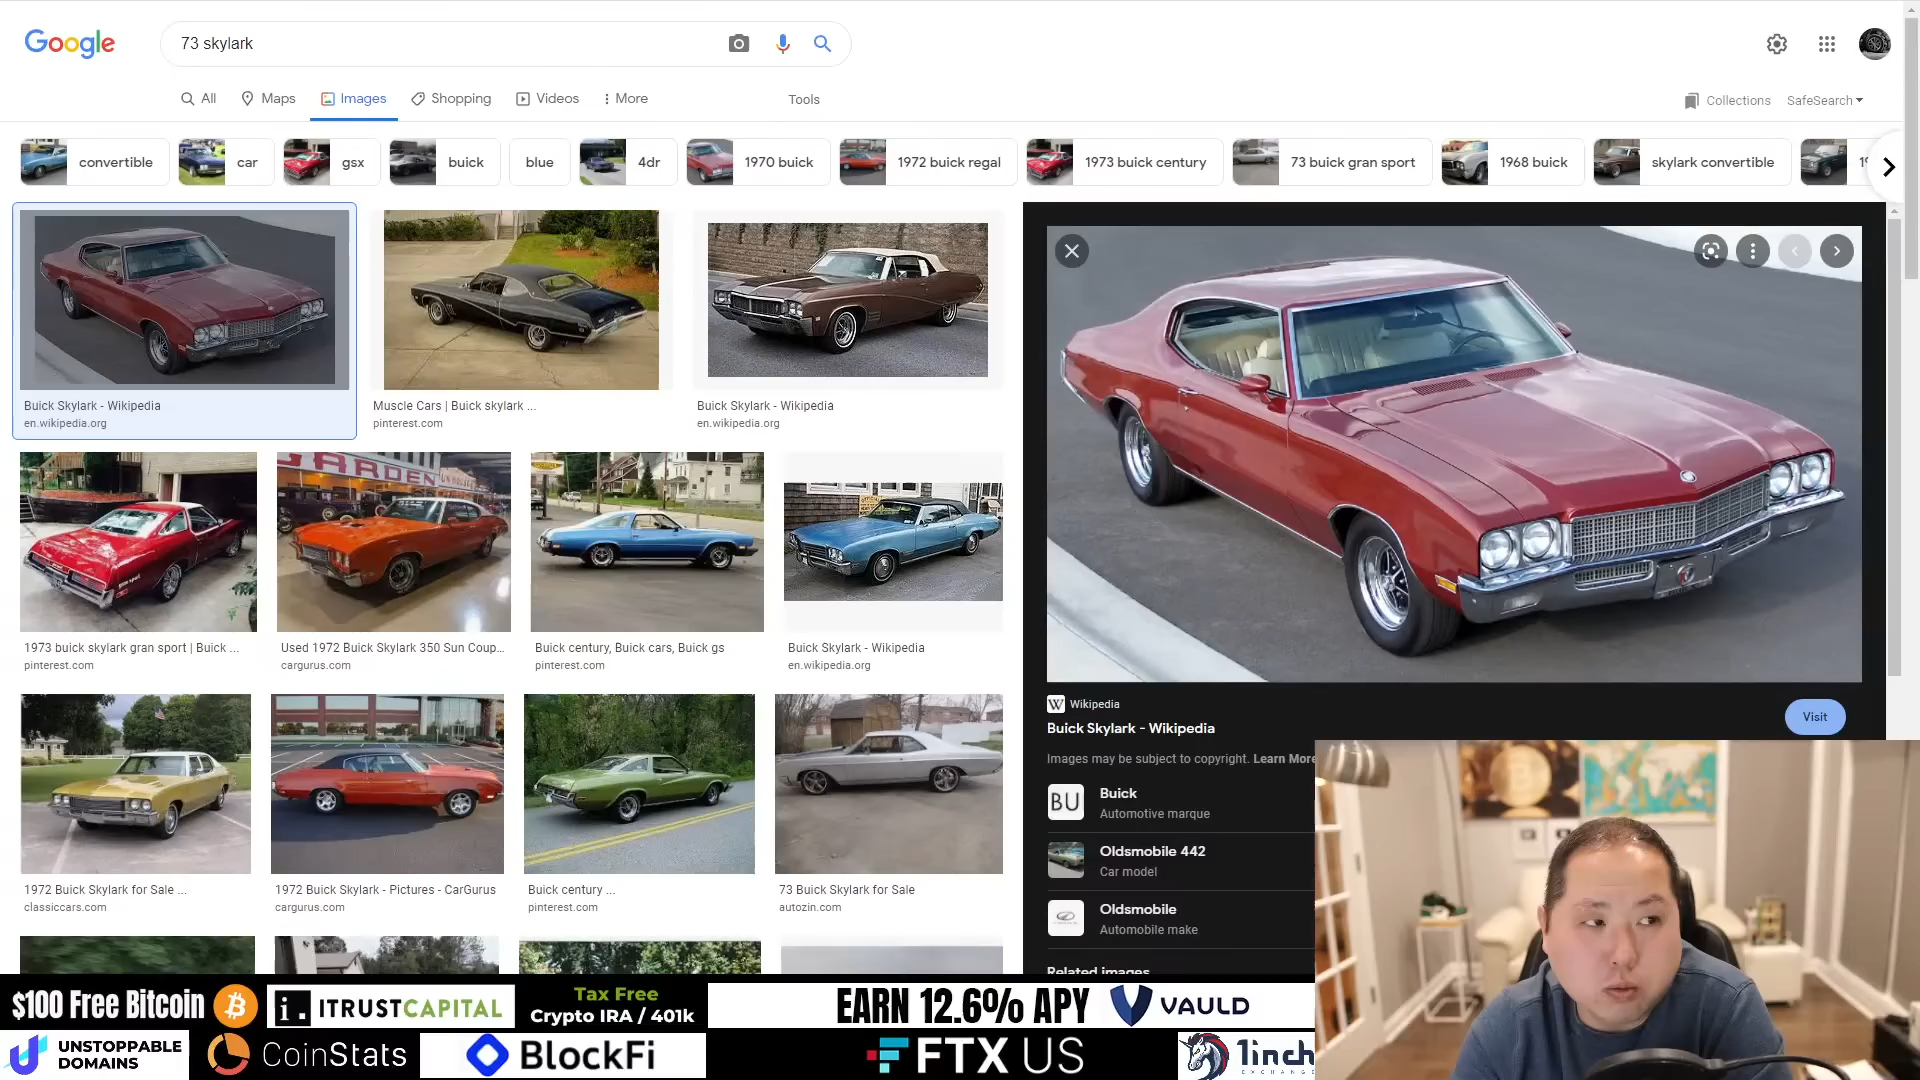 Google
73 skylark
All
Maps
Images
Shopping
Videos
More
Tools
Collections
SafeSearch
convertible
car
gsx
buick
blue
4dr
1970 buick
1972 buick regal
1973 buick century
73 buick gran sport
1968 buick
skylark convertible
Buick Skylark - Wikipedia
en.wikipedia.org
Muscle Cars | Buick skylark ...
pinterest.com
Buick Skylark - Wikipedia
en.wikipedia.org
GARDEN
1973 buick skylark gran sport | Buick ...
pinterest.com
Used 1972 Buick Skylark 350 Sun Coup...
cargurus.com
Buick century, Buick cars, Buick gs
pinterest.com
Buick Skylark - Wikipedia
en.wikipedia.org
1972 Buick Skylark for Sale ...
classiccars.com
1972 Buick Skylark - Pictures - CarGurus
cargurus.com
Buick century ...
pinterest.com
73 Buick Skylark for Sale
autozin.com
W Wikipedia
Buick Skylark - Wikipedia
Visit
Images may be subject to copyright. Learn More
BU
Buick
Automotive marque
Oldsmobile 442
Car model
Oldsmobile
Automobile make
Related images
$100 Free Bitcoin
i. ITRUSTCAPITAL
Tax Free
Crypto IRA / 401k
EARN 12.6% APY
VAULD
UNSTOPPABLE
DOMAINS
CoinStats
BlockFi
FTX US
1inch